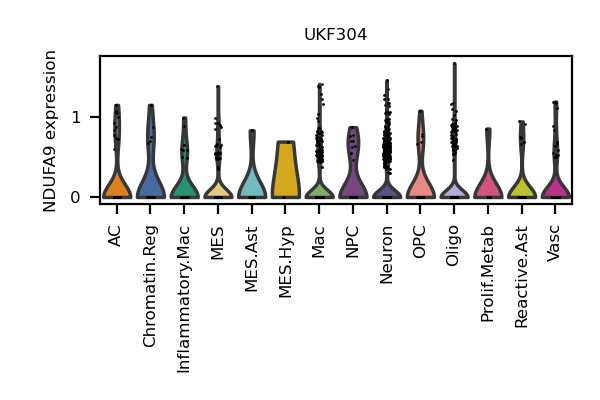 UKF304
NDUFA9 expression
1
0
AC
Chromatin.Reg
Inflammatory.Mac
MES
MES.Ast
MES.Hyp
Mac
NPC
Neuron
OPC
Oligo
Prolif.Metab
Reactive.Ast
Vasc